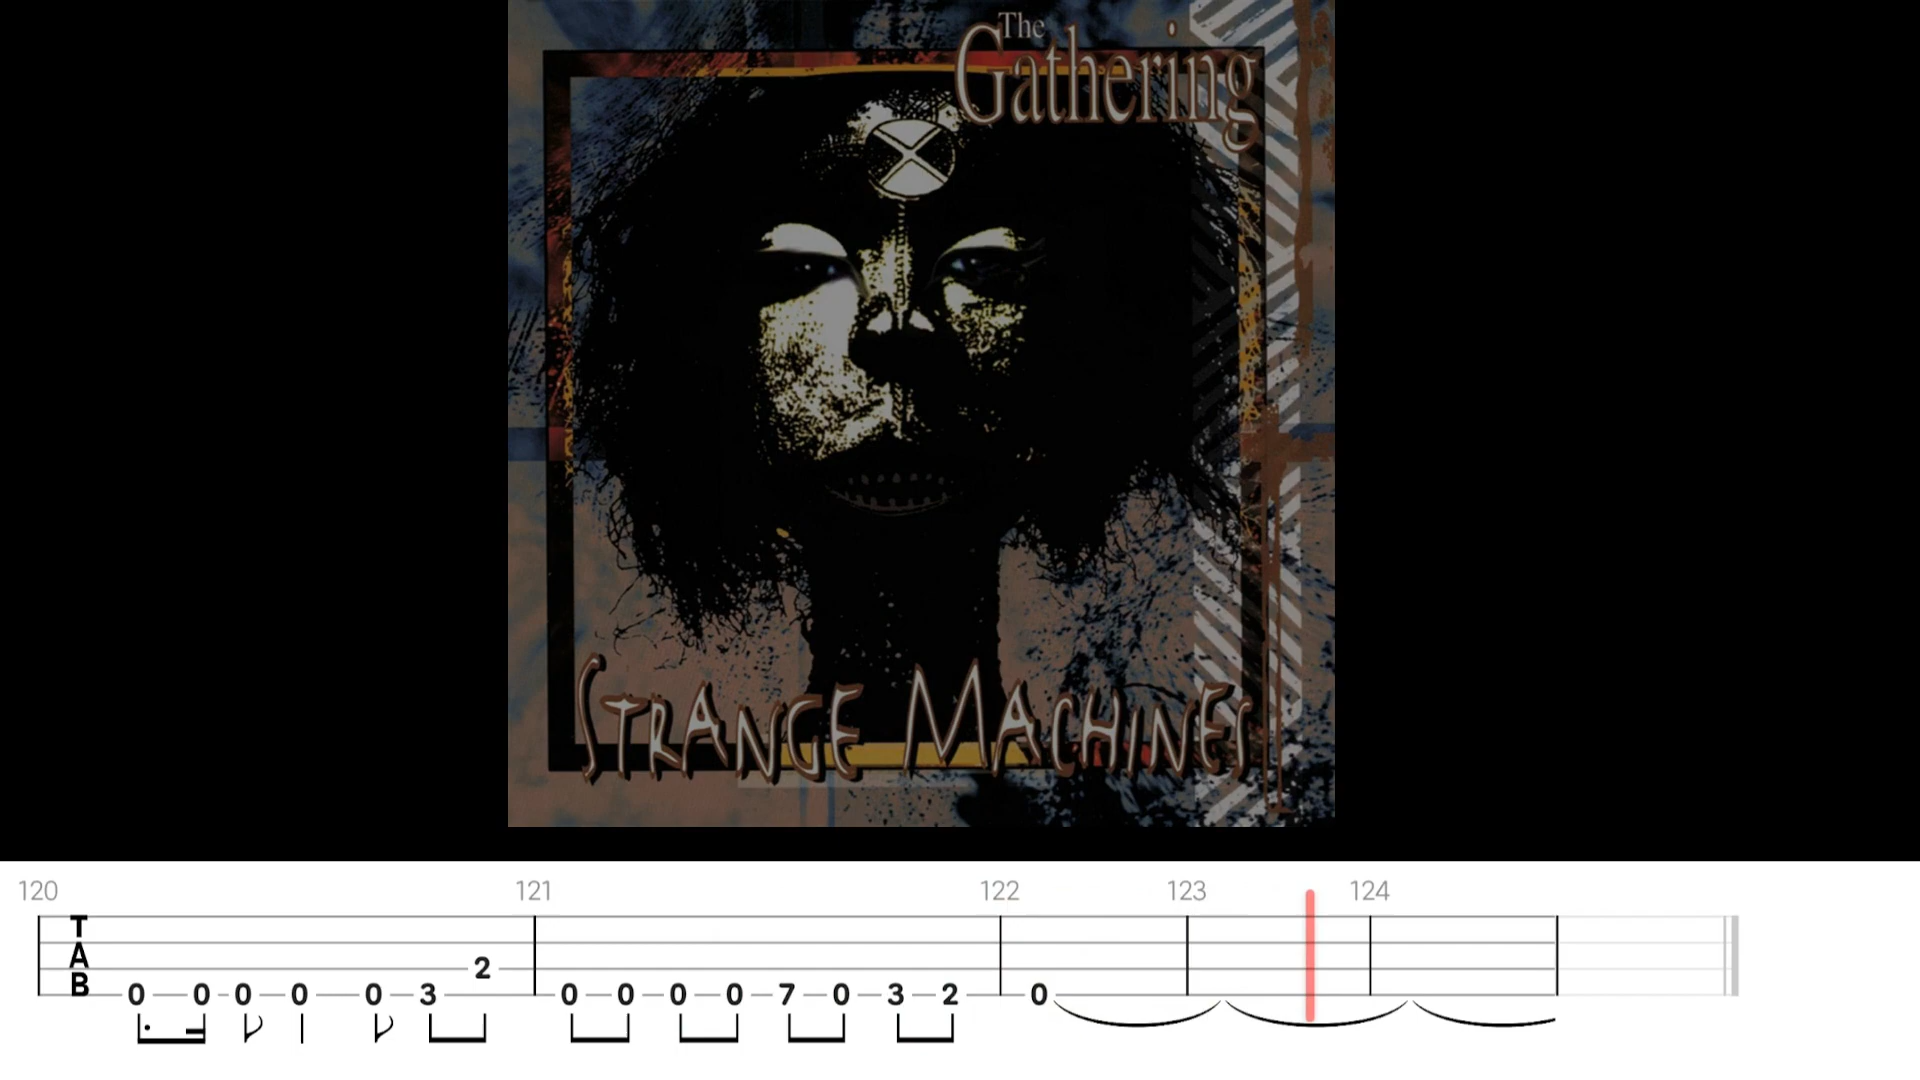 The
Gathering
STRANGE MACHINES
120 121 122 123 124
T
A
B
2
0 0 0 0 0 3 0 0 0 0 7 0 3 2 0